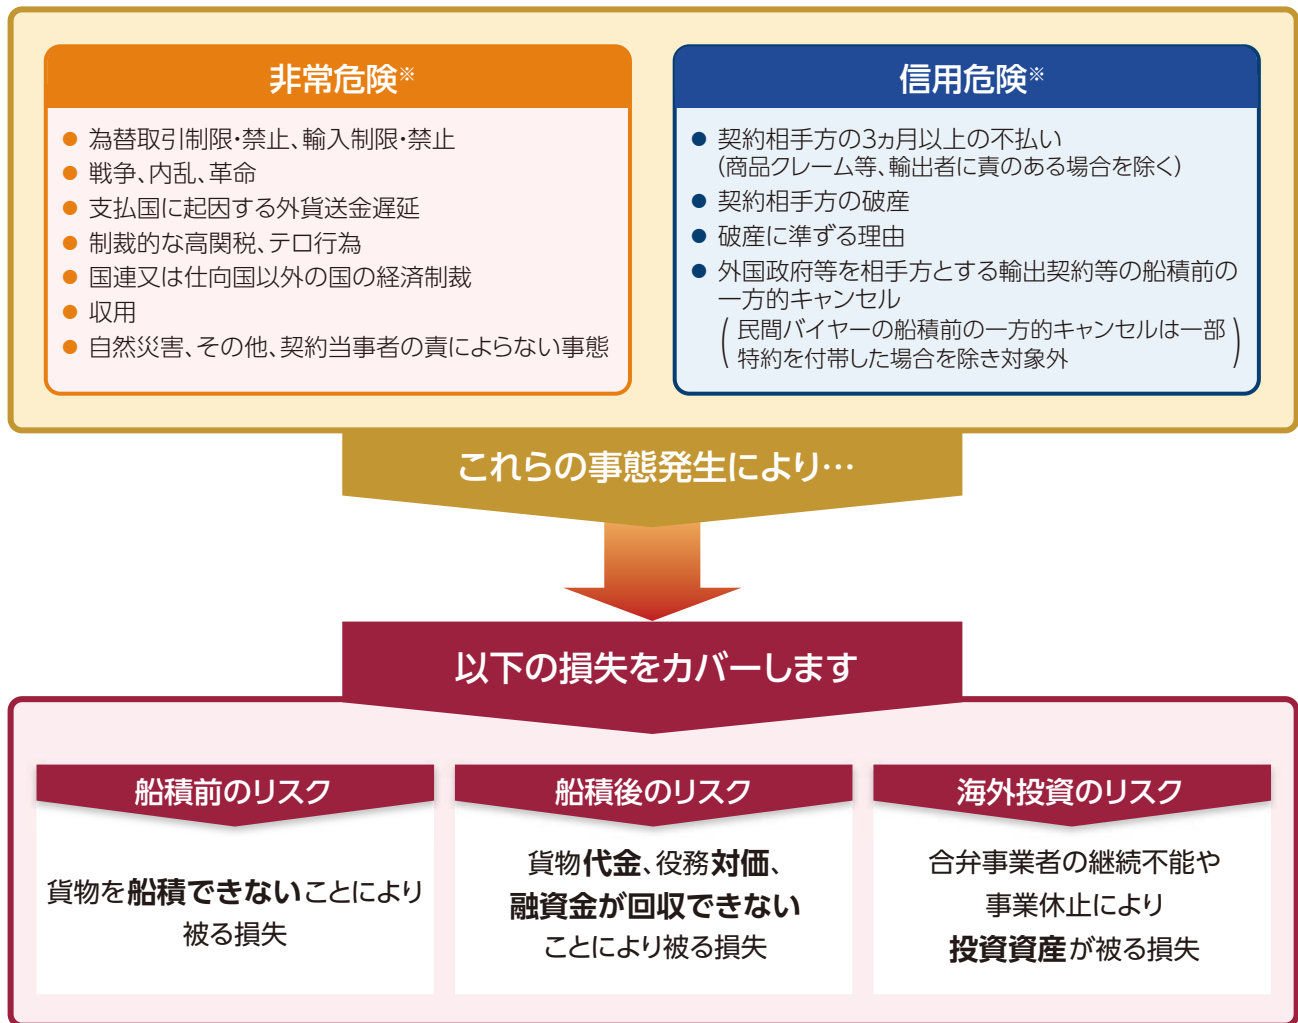 非常危険※
● 為替取引制限・禁止、輸入制限・禁止
● 戦争、内乱、革命
● 支払国に起因する外貨送金遅延
● 制裁的な高関税、テロ行為
● 国連又は仕向国以外の国の経済制裁
● 収用
● 自然災害、その他、契約当事者の責によらない事態
信用危険※
● 契約相手方の3ヵ月以上の不払い
(商品クレーム等、輸出者に責のある場合を除く)
● 契約相手方の破産
● 破産に準ずる理由
● 外国政府等を相手方とする輸出契約等の船積前の
一方的キャンセル
(民間バイヤーの船積前の一方的キャンセルは一部
特約を付帯した場合を除き対象外)
これらの事態発生により…
以下の損失をカバーします
船積前のリスク
貨物を船積できないことにより
被る損失
船積後のリスク
貨物代金、役務対価、
融資金が回収できない
ことにより被る損失
海外投資のリスク
合弁事業者の継続不能や
事業休止により
投資資産が被る損失